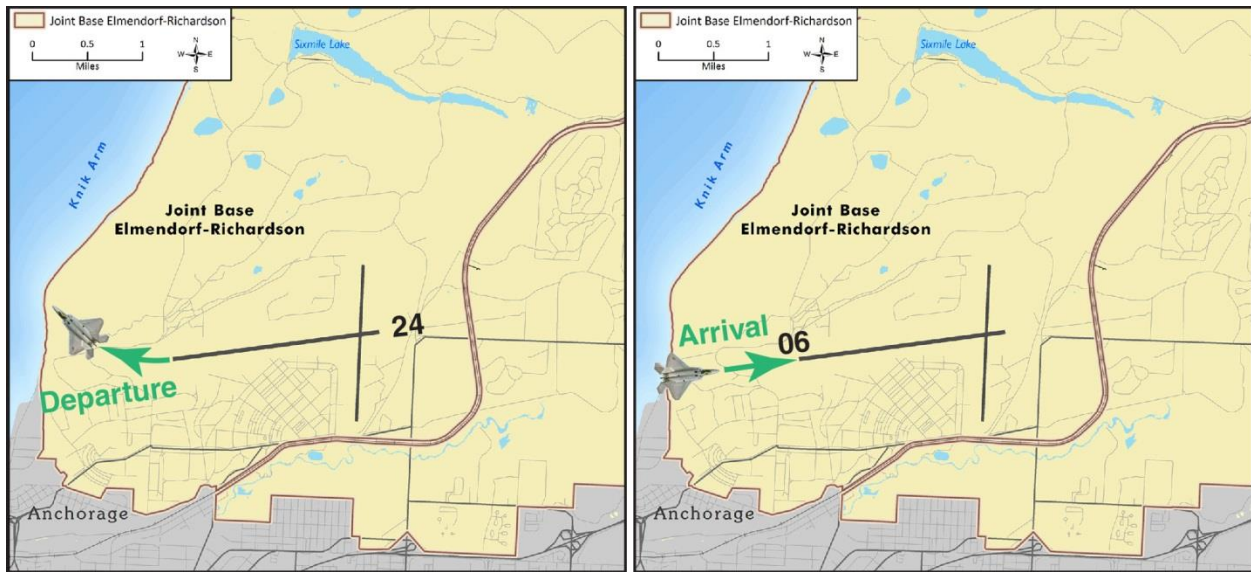 Joint Base Elmendorf-Richardson
0 0.5 1
Miles
N
W E
S
Sixmile Lake
Knik Arm
Joint Base
Elmendorf-Richardson
24
Departure
Anchorage
Joint Base Elmendorf-Richardson
0 0.5 1
Miles
N
W E
S
Sixmile Lake
Knik Arm
Joint Base
Elmendorf-Richardson
Arrival
06
Anchorage